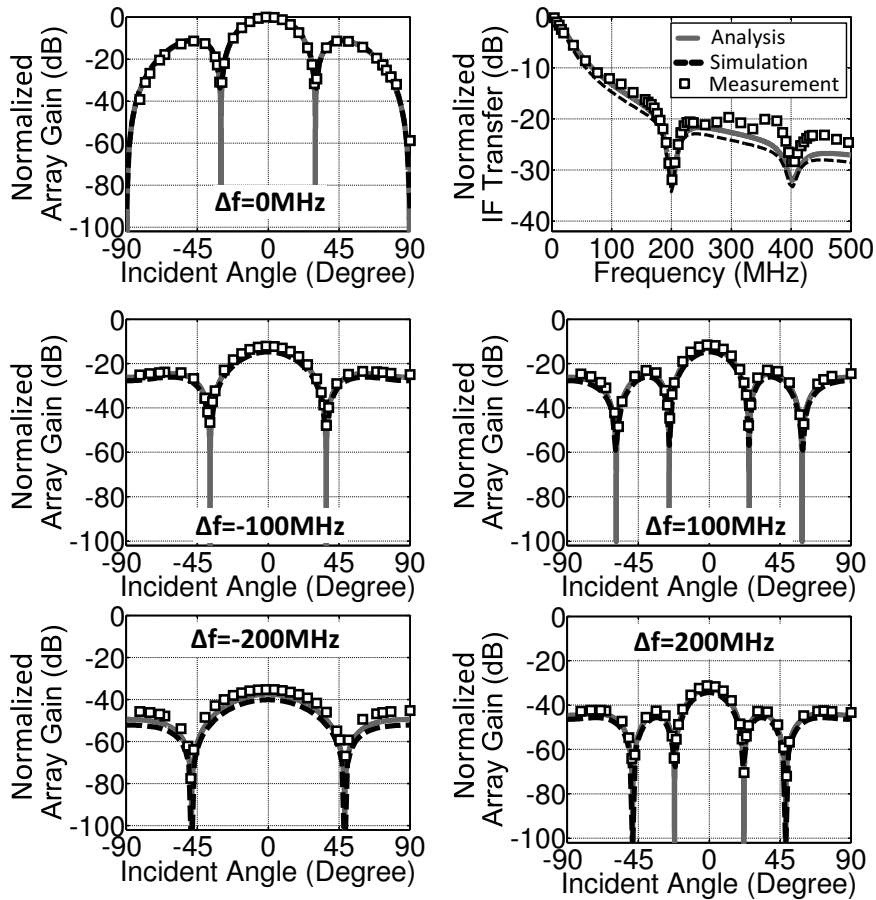 Normalized
Array Gain (dB)
0
-20
-40
-60
-80
-100
Δf=0MHz
-90 -45 0 45 90
Incident Angle (Degree)
Normalized
IF Transfer (dB)
0
-10
-20
-30
-40
Analysis
Simulation
Measurement
0 100 200 300 400 500
Frequency (MHz)
Normalized
Array Gain (dB)
0
-20
-40
-60
-80
-100
Δf=-100MHz
-90 -45 0 45 90
Incident Angle (Degree)
Normalized
Array Gain (dB)
0
-20
-40
-60
-80
-100
Δf=100MHz
-90 -45 0 45 90
Incident Angle (Degree)
Normalized
Array Gain (dB)
0
-20
-40
-60
-80
-100
Δf=-200MHz
-90 -45 0 45 90
Incident Angle (Degree)
Normalized
Array Gain (dB)
0
-20
-40
-60
-80
-100
Δf=200MHz
-90 -45 0 45 90
Incident Angle (Degree)